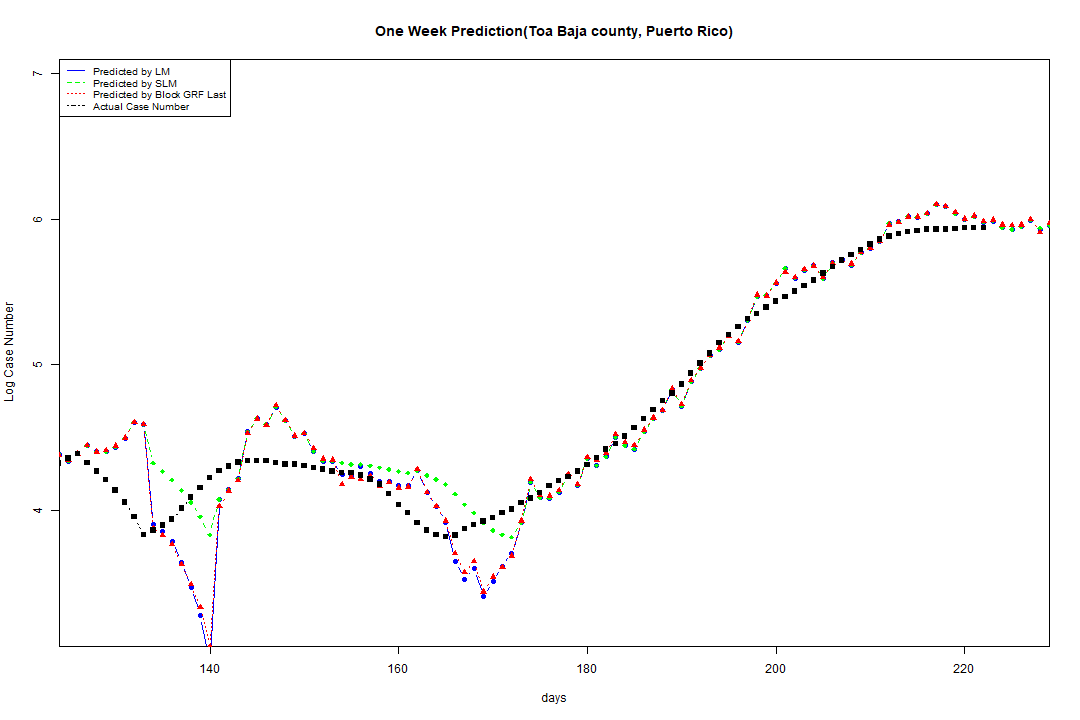 One Week Prediction(Toa Baja county, Puerto Rico)
Predicted by LM
Predicted by SLM
Predicted by Block GRF Last
Actual Case Number
7
6
5
4
Log Case Number
140 160 180 200 220
days